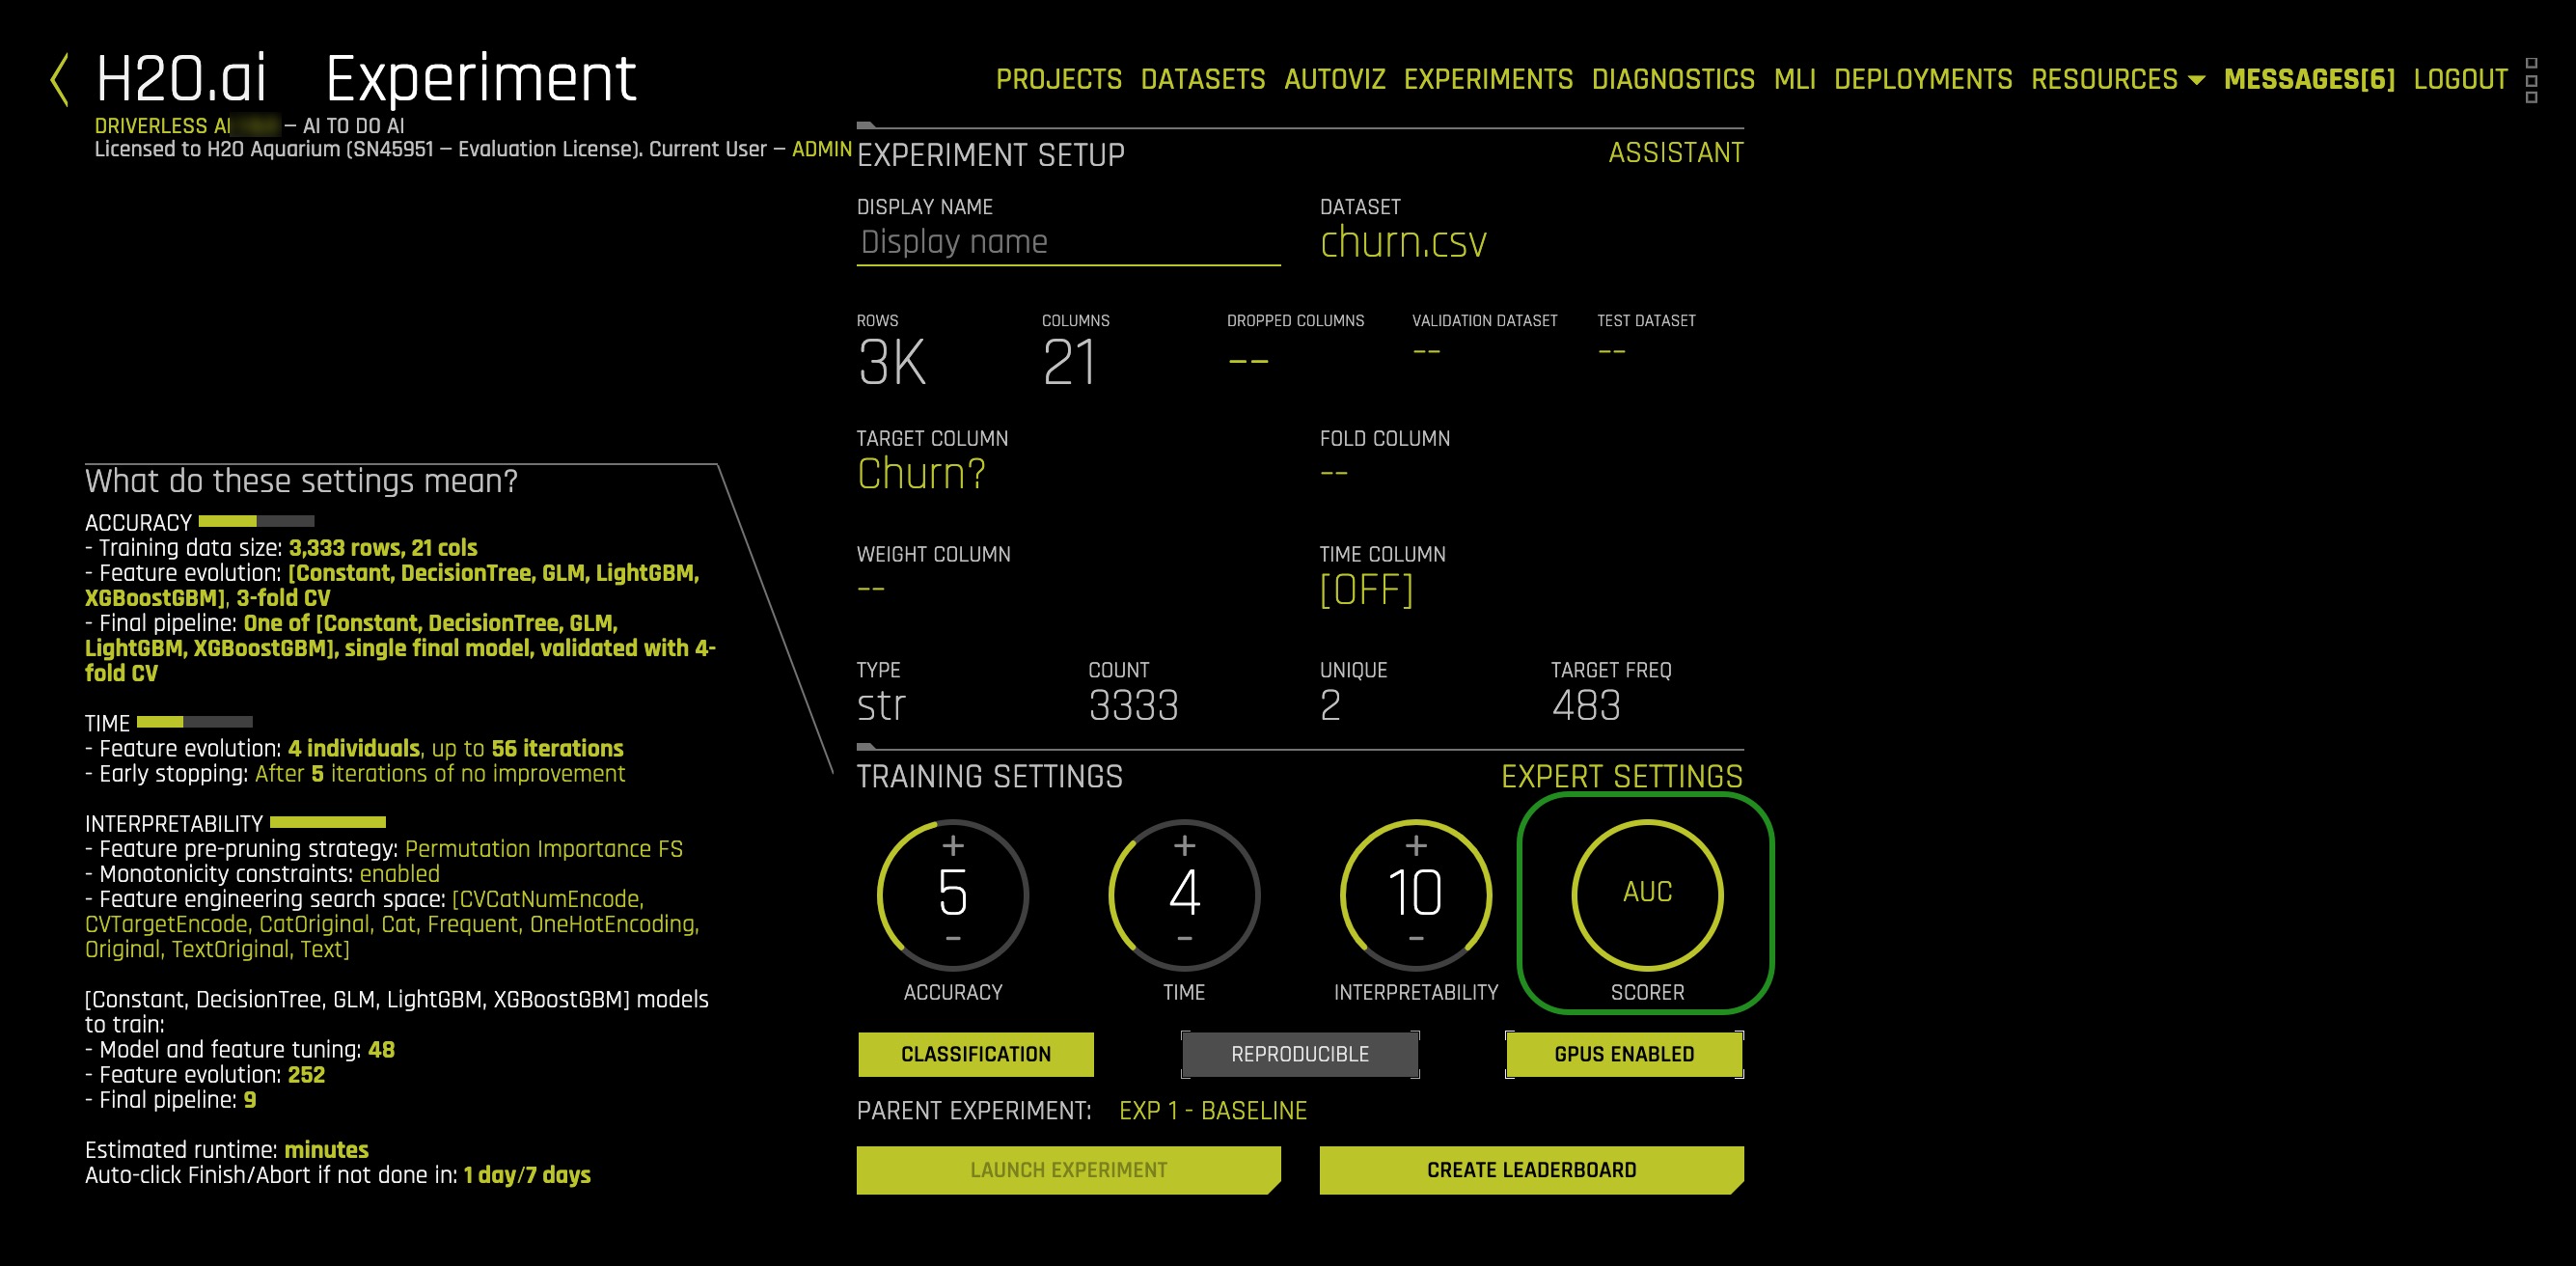 H2O.ai Experiment
DRIVERLESS AI — AI TO DO AI
Licensed to H2O Aquarium (SN45951 — Evaluation License). Current User — ADMIN
PROJECTS DATASETS AUTOVIZ EXPERIMENTS DIAGNOSTICS MLI DEPLOYMENTS RESOURCES MESSAGES[6] LOGOUT
What do these settings mean?
ACCURACY
- Training data size: 3,333 rows, 21 cols
- Feature evolution: [Constant, DecisionTree, GLM, LightGBM,
XGBoostGBM], 3-fold CV
- Final pipeline: One of [Constant, DecisionTree, GLM,
LightGBM, XGBoostGBM], single final model, validated with 4-
fold CV
TIME
- Feature evolution: 4 individuals, up to 56 iterations
- Early stopping: After 5 iterations of no improvement
INTERPRETABILITY
- Feature pre-pruning strategy: Permutation Importance FS
- Monotonicity constraints: enabled
- Feature engineering search space: [CVCatNumEncode,
CVTargetEncode, CatOriginal, Cat, Frequent, OneHotEncoding,
Original, TextOriginal, Text]
[Constant, DecisionTree, GLM, LightGBM, XGBoostGBM] models
to train:
- Model and feature tuning: 48
- Feature evolution: 252
- Final pipeline: 9
Estimated runtime: minutes
Auto-click Finish/Abort if not done in: 1 day/7 days
EXPERIMENT SETUP ASSISTANT
DISPLAY NAME DATASET
Display name churn.csv
ROWS COLUMNS DROPPED COLUMNS VALIDATION DATASET TEST DATASET
3K 21 -- -- --
TARGET COLUMN FOLD COLUMN
Churn? --
WEIGHT COLUMN TIME COLUMN
-- [OFF]
TYPE COUNT UNIQUE TARGET FREQ
str 3333 2 483
TRAINING SETTINGS EXPERT SETTINGS
+ + +
5 4 10 AUC
- - -
ACCURACY TIME INTERPRETABILITY SCORER
CLASSIFICATION REPRODUCIBLE GPUS ENABLED
PARENT EXPERIMENT: EXP 1 - BASELINE
LAUNCH EXPERIMENT CREATE LEADERBOARD